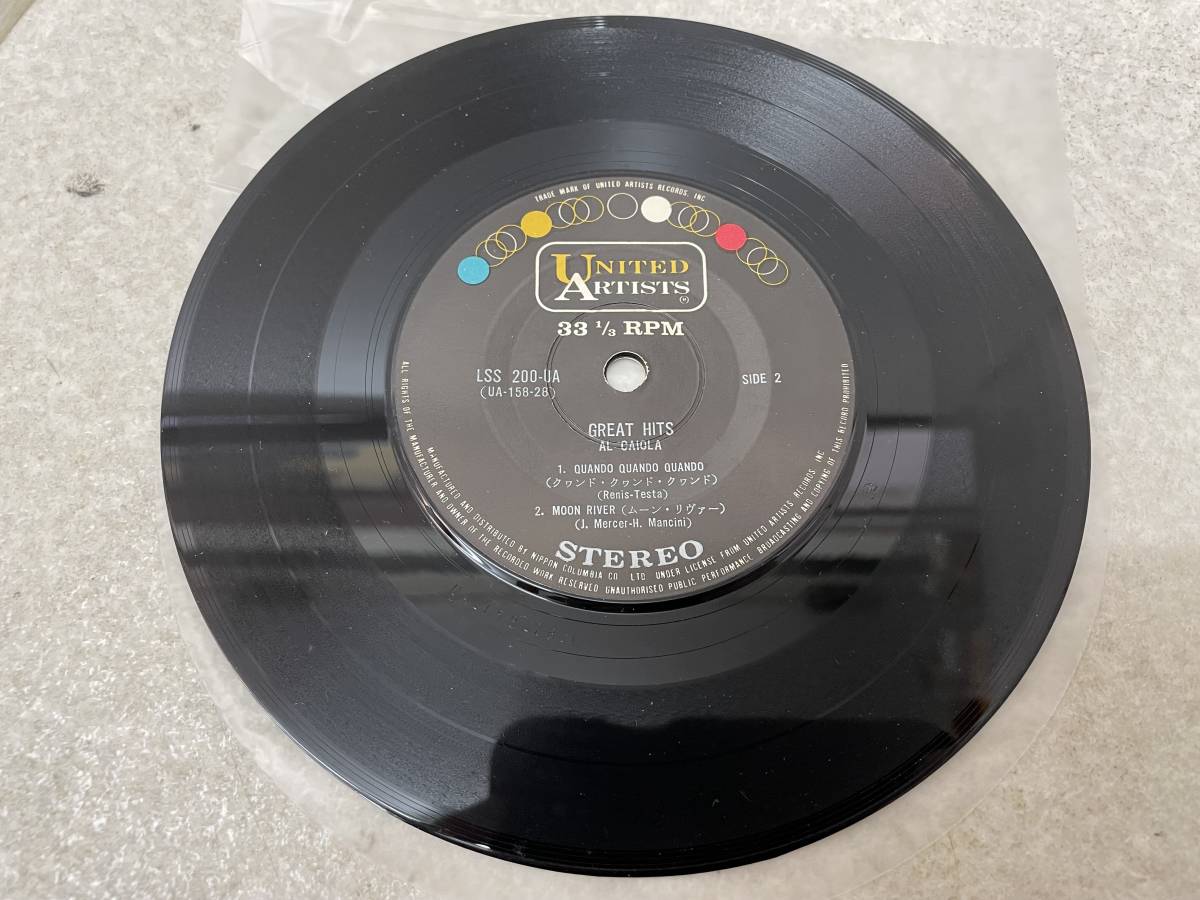 TRADE MARK OF UNITED ARTISTS RECORDS, INC
UNITED
ARTISTS
33 1/3 RPM
LSS 200-UA
(UA-158-28)
SIDE 2
GREAT HITS
AL CAIOLA
1. QUANDO QUANDO QUANDO
(クヮンド・クヮンド・クヮンド)
(Renis-Testa)
2. MOON RIVER (ムーン・リヴァー)
(J. Mercer-H. Mancini)
STEREO
MANUFACTURED AND DISTRIBUTED BY NIPPON COLUMBIA CO LTD UNDER LICENSE FROM UNITED ARTISTS RECORDS, INC
ALL RIGHTS OF THE MANUFACTURER AND OWNER OF THE RECORDED WORK RESERVED UNAUTHORISED PUBLIC PERFORMANCE BROADCASTING AND COPYING OF THIS RECORD PROHIBITED